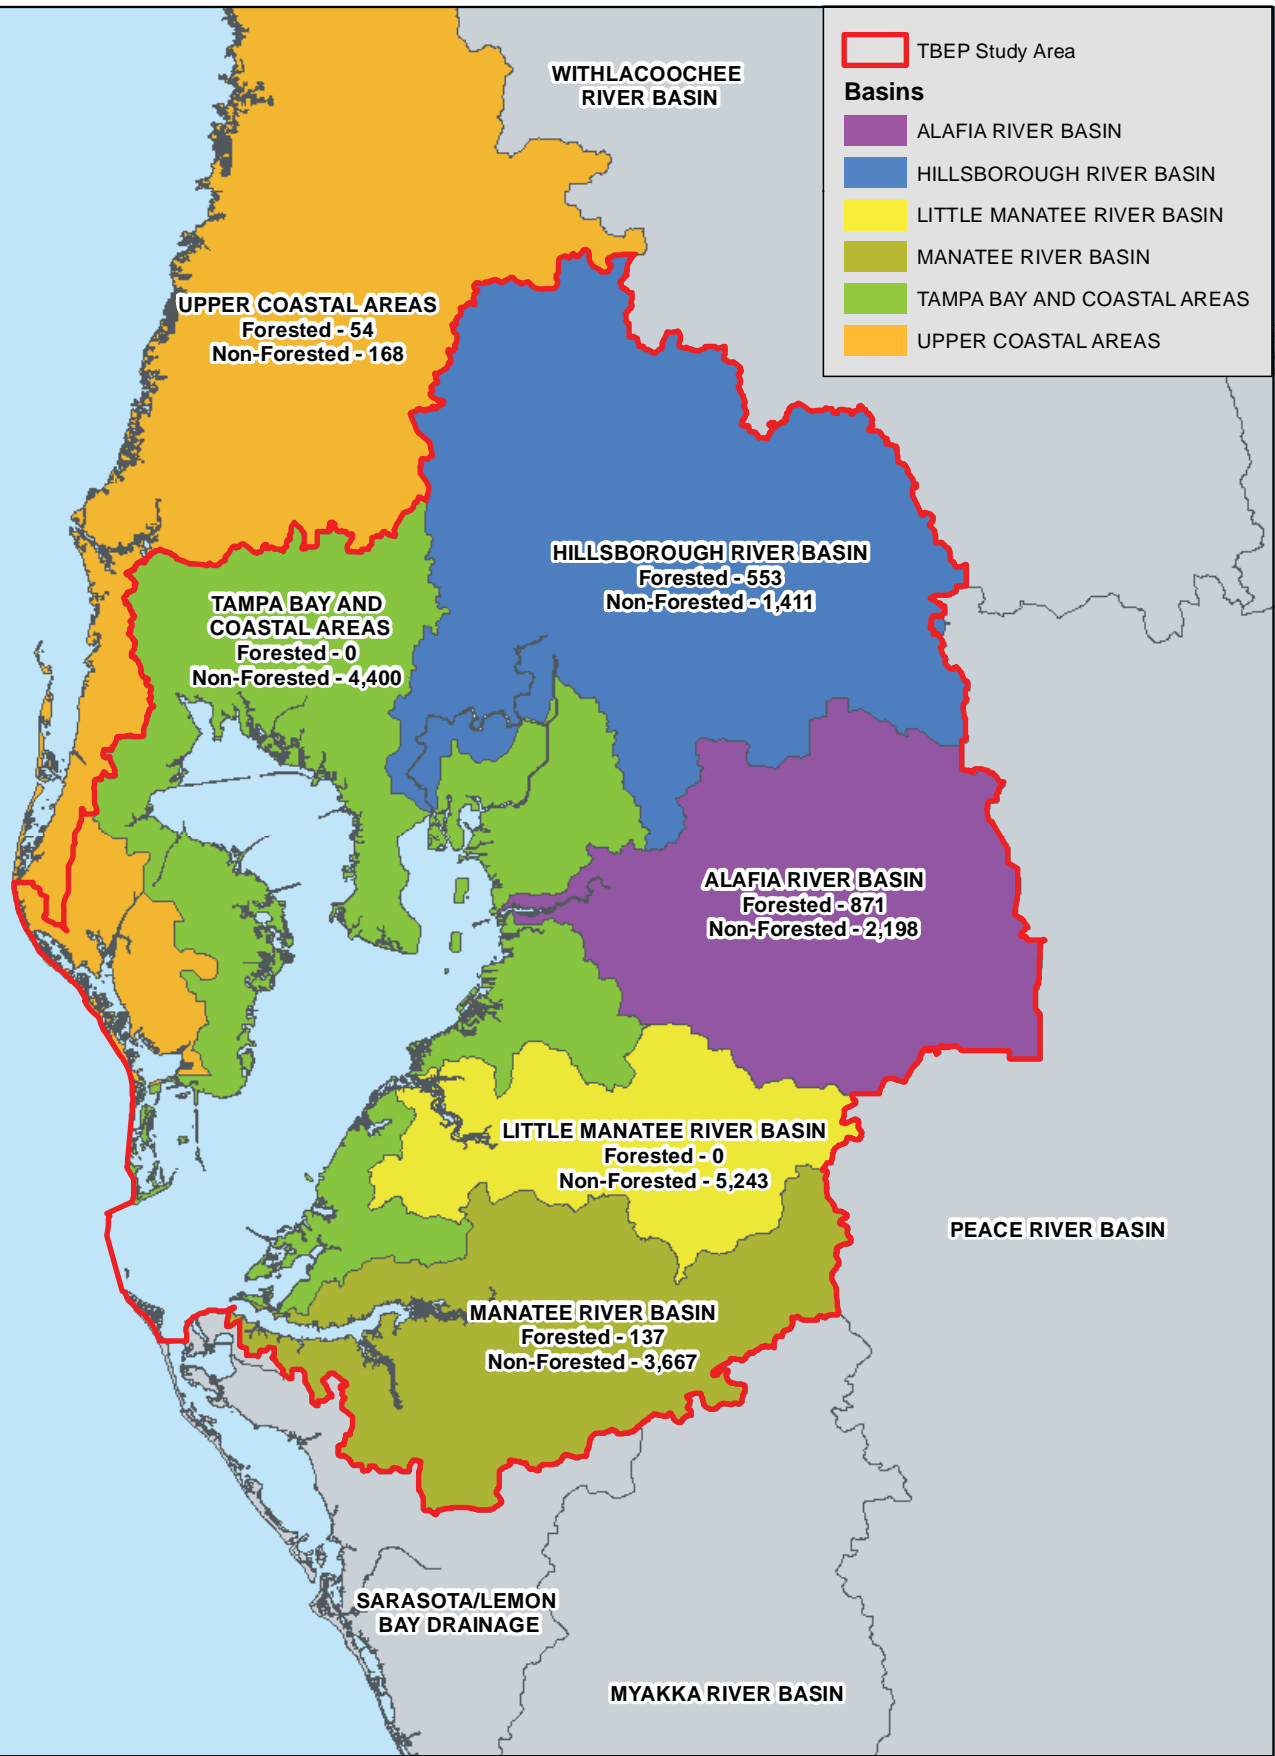 WITHLACOOCHEE
RIVER BASIN
TBEP Study Area
Basins
ALAFIA RIVER BASIN
HILLSBOROUGH RIVER BASIN
LITTLE MANATEE RIVER BASIN
MANATEE RIVER BASIN
TAMPA BAY AND COASTAL AREAS
UPPER COASTAL AREAS
UPPER COASTAL AREAS
Forested - 54
Non-Forested - 168
HILLSBOROUGH RIVER BASIN
Forested - 553
Non-Forested - 1,411
TAMPA BAY AND
COASTAL AREAS
Forested - 0
Non-Forested - 4,400
ALAFIA RIVER BASIN
Forested - 871
Non-Forested - 2,198
LITTLE MANATEE RIVER BASIN
Forested - 0
Non-Forested - 5,243
PEACE RIVER BASIN
MANATEE RIVER BASIN
Forested - 137
Non-Forested - 3,667
SARASOTA/LEMON
BAY DRAINAGE
MYAKKA RIVER BASIN